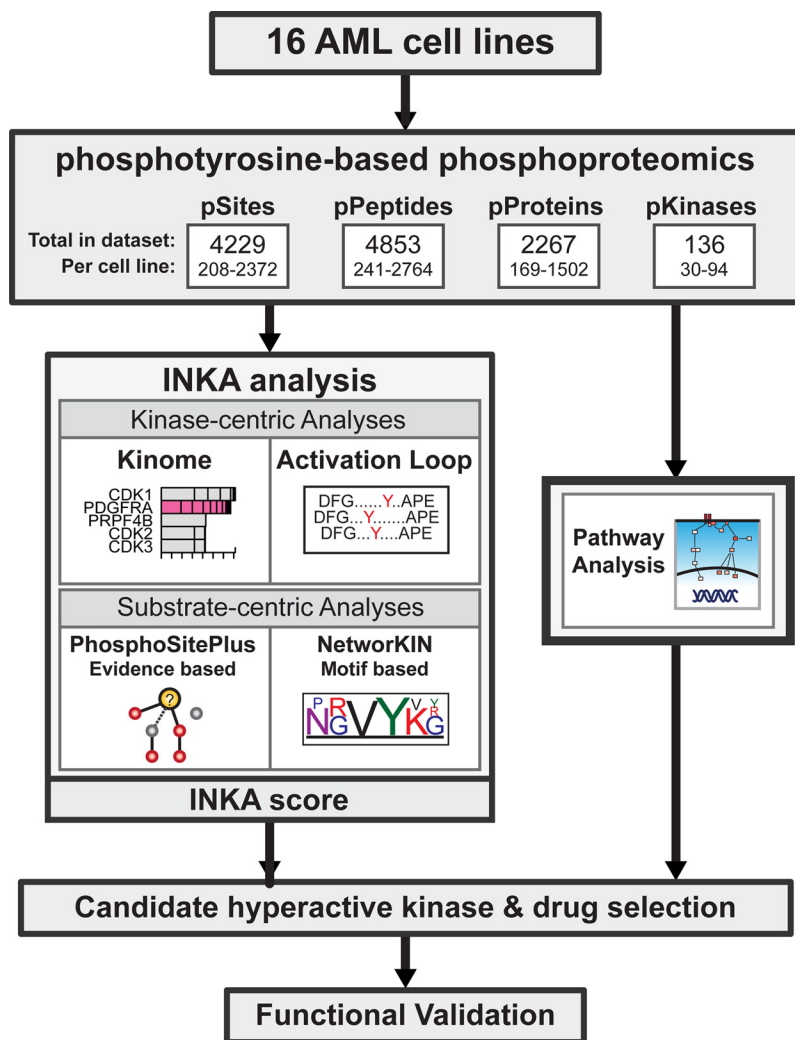 16 AML cell lines
phosphotyrosine-based phosphoproteomics
pSites pPeptides pProteins pKinases
Total in dataset: 4229 4853 2267 136
Per cell line: 208-2372 241-2764 169-1502 30-94
INKA analysis
Kinase-centric Analyses
Kinome
CDK1
PDGFRA
PRPF4B
CDK2
CDK3
Activation Loop
DFG......Y..APE
DFG...Y........APE
DFG...Y....APE
Substrate-centric Analyses
PhosphoSitePlus
Evidence based
?
NetworKIN
Motif based
P R V Y
R
N G V Y K G
INKA score
Pathway
Analysis
Candidate hyperactive kinase & drug selection
Functional Validation